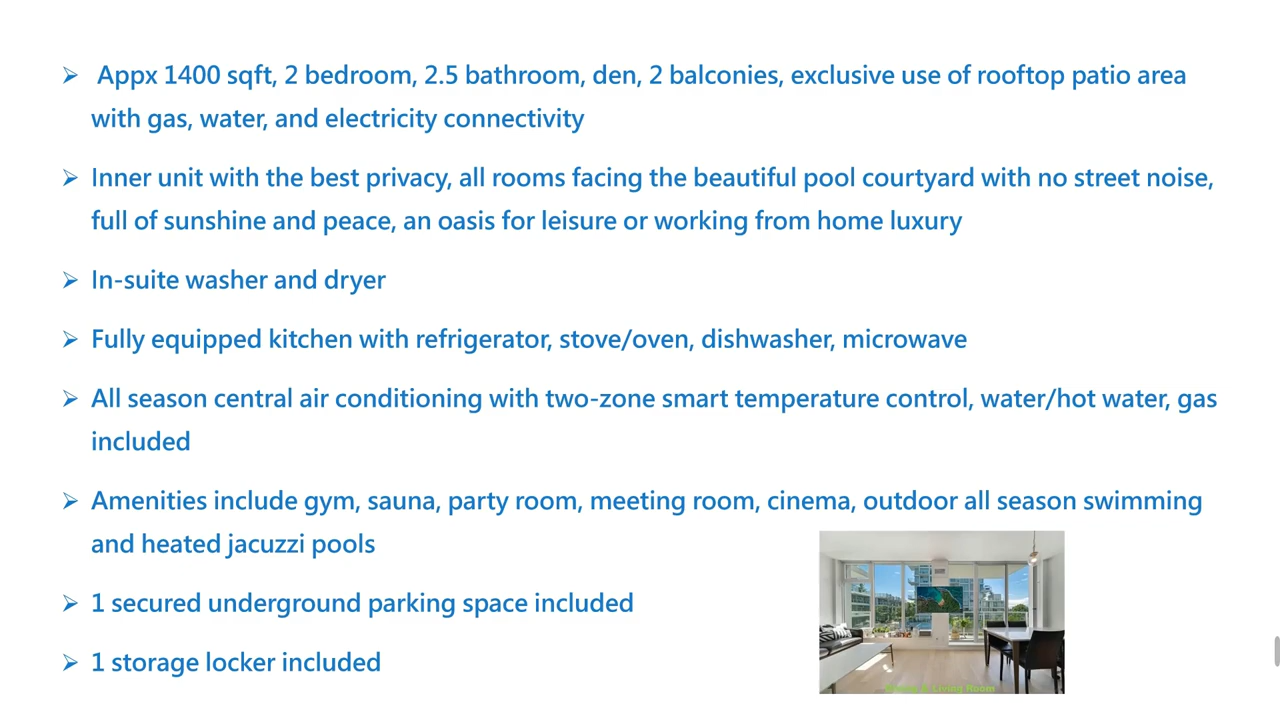 Appx 1400 sqft, 2 bedroom, 2.5 bathroom, den, 2 balconies, exclusive use of rooftop patio area
with gas, water, and electricity connectivity
Inner unit with the best privacy, all rooms facing the beautiful pool courtyard with no street noise,
full of sunshine and peace, an oasis for leisure or working from home luxury
In-suite washer and dryer
Fully equipped kitchen with refrigerator, stove/oven, dishwasher, microwave
All season central air conditioning with two-zone smart temperature control, water/hot water, gas
included
Amenities include gym, sauna, party room, meeting room, cinema, outdoor all season swimming
and heated jacuzzi pools
1 secured underground parking space included
1 storage locker included
Living Room